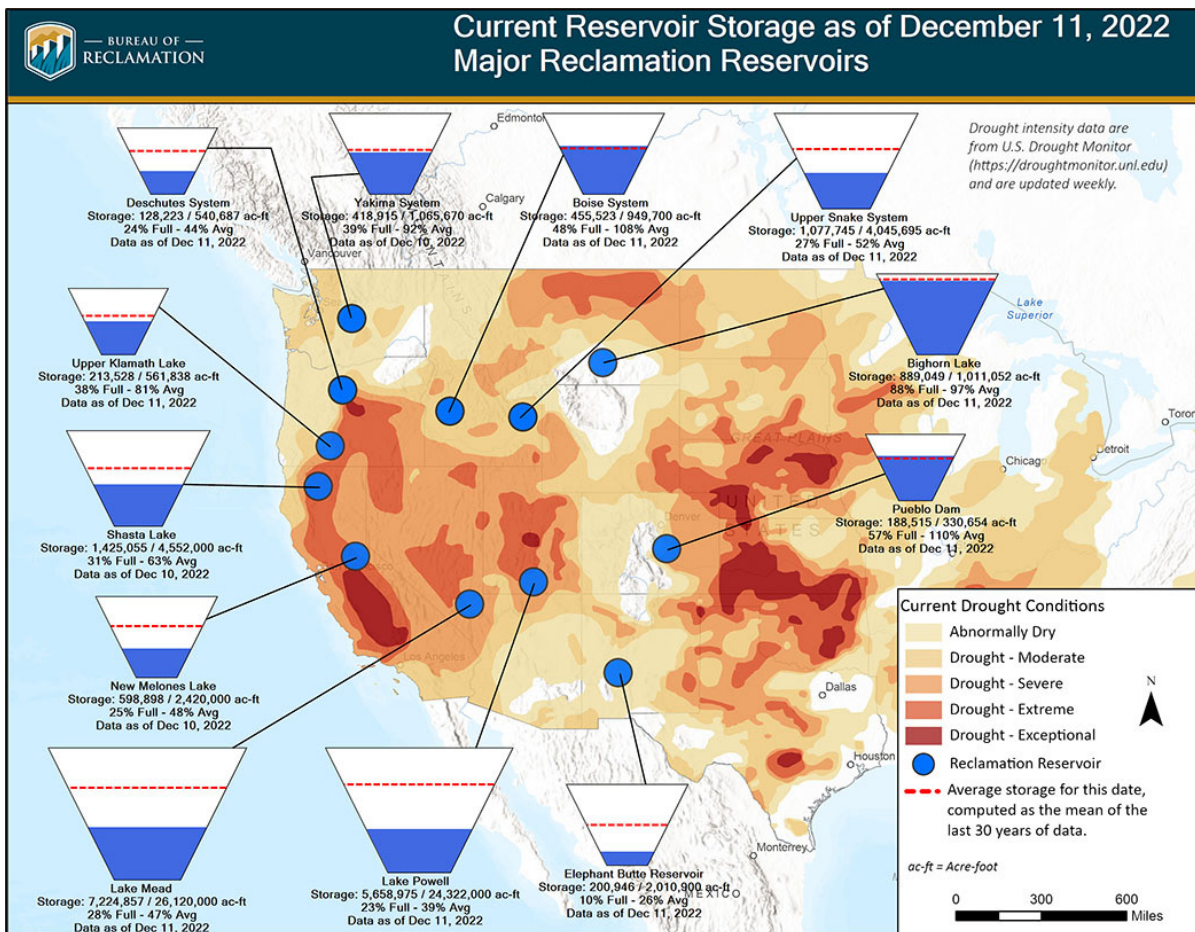 BUREAU OF
RECLAMATION
Current Reservoir Storage as of December 11, 2022
Major Reclamation Reservoirs
Drought intensity data are
from U.S. Drought Monitor
(https://droughtmonitor.unl.edu)
and are updated weekly.
Edmonton
Calgary
Vancouver
Deschutes System
Storage: 128,223 / 540,687 ac-ft
24% Full - 44% Avg
Data as of Dec 11, 2022
Yakima System
Storage: 418,915 / 1,065,670 ac-ft
39% Full - 92% Avg
Data as of Dec 10, 2022
Boise System
Storage: 455,523 / 949,700 ac-ft
48% Full - 108% Avg
Data as of Dec 11, 2022
Upper Snake System
Storage: 1,077,745 / 4,045,695 ac-ft
27% Full - 52% Avg
Data as of Dec 11, 2022
Upper Klamath Lake
Storage: 213,528 / 561,838 ac-ft
38% Full - 81% Avg
Data as of Dec 11, 2022
Lake
Superior
Bighorn Lake
Storage: 889,049 / 1,011,052 ac-ft
88% Full - 97% Avg
Data as of Dec 11, 2022
Toron
Detroit
Chicago
GREAT PLAINS
UNITED
STATES
Denver
Shasta Lake
Storage: 1,425,055 / 4,552,000 ac-ft
31% Full - 63% Avg
Data as of Dec 10, 2022
Pueblo Dam
Storage: 188,515 / 330,654 ac-ft
57% Full - 110% Avg
Data as of Dec 11, 2022
New Melones Lake
Storage: 598,898 / 2,420,000 ac-ft
25% Full - 48% Avg
Data as of Dec 10, 2022
Los Angeles
Dallas
Houston
Monterrey
MEXICO
Lake Mead
Storage: 7,224,857 / 26,120,000 ac-ft
28% Full - 47% Avg
Data as of Dec 11, 2022
Lake Powell
Storage: 5,658,975 / 24,322,000 ac-ft
23% Full - 39% Avg
Data as of Dec 11, 2022
Elephant Butte Reservoir
Storage: 200,946 / 2,010,900 ac-ft
10% Full - 26% Avg
Data as of Dec 11, 2022
Current Drought Conditions
Abnormally Dry
Drought - Moderate
Drought - Severe
Drought - Extreme
Drought - Exceptional
Reclamation Reservoir
Average storage for this date,
computed as the mean of the
last 30 years of data.
ac-ft = Acre-foot
N
0 300 600
Miles